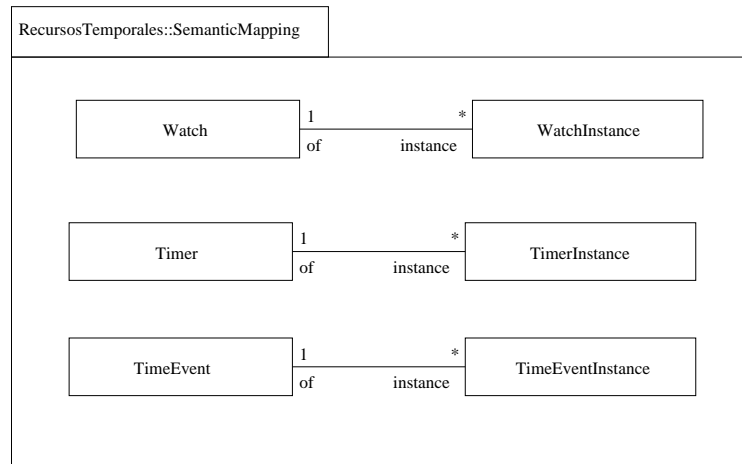 RecursosTemporales::SemanticMapping
1 *
Watch WatchInstance
of instance
1 *
Timer TimerInstance
of instance
1 *
TimeEvent TimeEventInstance
of instance